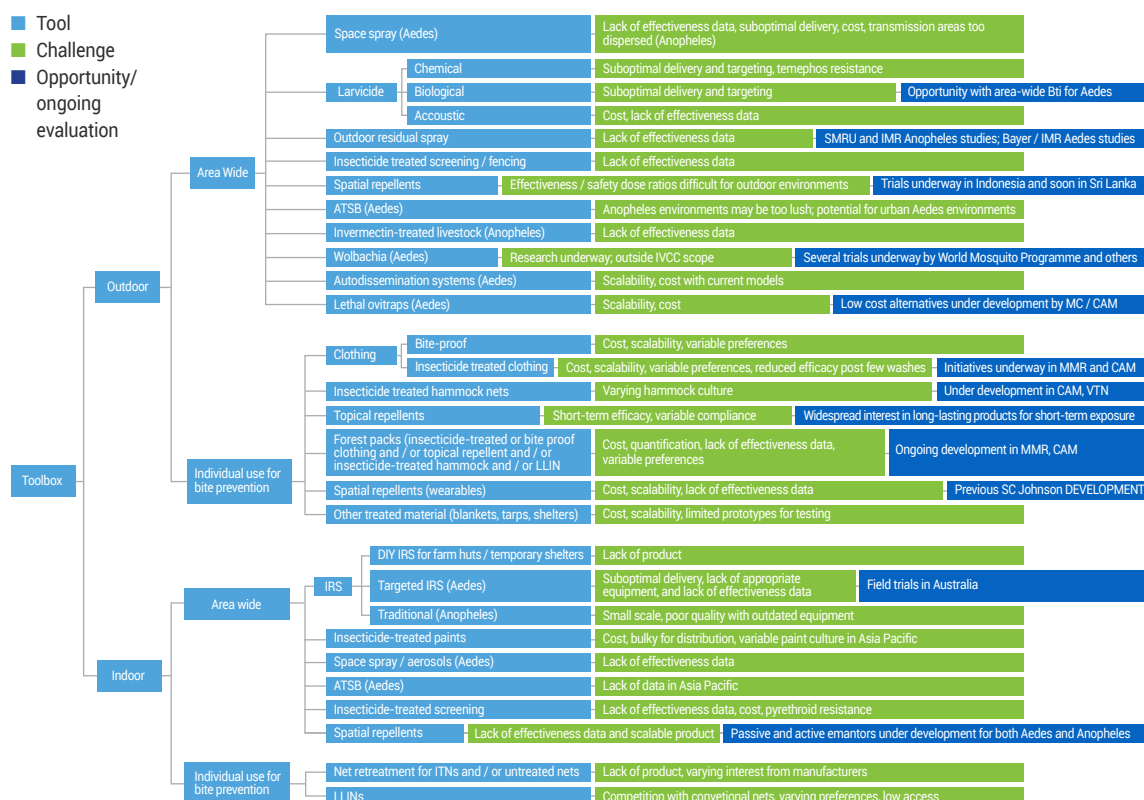 Tool
Challenge
Opportunity/
ongoing
evaluation
Toolbox
Outdoor
Area Wide
Space spray (Aedes)
Lack of effectiveness data, suboptimal delivery, cost, transmission areas too
dispersed (Anopheles)
Larvicide
Chemical
Suboptimal delivery and targeting, temephos resistance
Biological
Suboptimal delivery and targeting
Opportunity with area-wide Bti for Aedes
Accoustic
Cost, lack of effectiveness data
Outdoor residual spray
Lack of effectiveness data
SMRU and IMR Anopheles studies; Bayer / IMR Aedes studies
Insecticide treated screening / fencing
Lack of effectiveness data
Spatial repellents
Effectiveness / safety dose ratios difficult for outdoor environments
Trials underway in Indonesia and soon in Sri Lanka
ATSB (Aedes)
Anopheles environments may be too lush; potential for urban Aedes environments
Invermectin-treated livestock (Anopheles)
Lack of effectiveness data
Wolbachia (Aedes)
Research underway; outside IVCC scope
Several trials underway by World Mosquito Programme and others
Autodissemination systems (Aedes)
Scalability, cost with current models
Lethal ovitraps (Aedes)
Scalability, cost
Low cost alternatives under development by MC / CAM
Individual use for
bite prevention
Clothing
Bite-proof
Cost, scalability, variable preferences
Insecticide treated clothing
Cost, scalability, variable preferences, reduced efficacy post few washes
Initiatives underway in MMR and CAM
Insecticide treated hammock nets
Varying hammock culture
Under development in CAM, VTN
Topical repellents
Short-term efficacy, variable compliance
Widespread interest in long-lasting products for short-term exposure
Forest packs (insecticide-treated or bite proof
clothing and / or topical repellent and / or
insecticide-treated hammock and / or LLIN
Cost, quantification, lack of effectiveness data,
variable preferences
Ongoing development in MMR, CAM
Spatial repellents (wearables)
Cost, scalability, lack of effectiveness data
Previous SC Johnson DEVELOPMENT
Other treated material (blankets, tarps, shelters)
Cost, scalability, limited prototypes for testing
Indoor
Area wide
IRS
DIY IRS for farm huts / temporary shelters
Lack of product
Targeted IRS (Aedes)
Suboptimal delivery, lack of appropriate
equipment, and lack of effectiveness data
Field trials in Australia
Traditional (Anopheles)
Small scale, poor quality with outdated equipment
Insecticide-treated paints
Cost, bulky for distribution, variable paint culture in Asia Pacific
Space spray / aerosols (Aedes)
Lack of effectiveness data
ATSB (Aedes)
Lack of data in Asia Pacific
Insecticide-treated screening
Lack of effectiveness data, cost, pyrethroid resistance
Spatial repellents
Lack of effectiveness data and scalable product
Passive and active emantors under development for both Aedes and Anopheles
Individual use for
bite prevention
Net retreatment for ITNs and / or untreated nets
Lack of product, varying interest from manufacturers
LLINs
Competition with convetional nets, varying preferences, low access